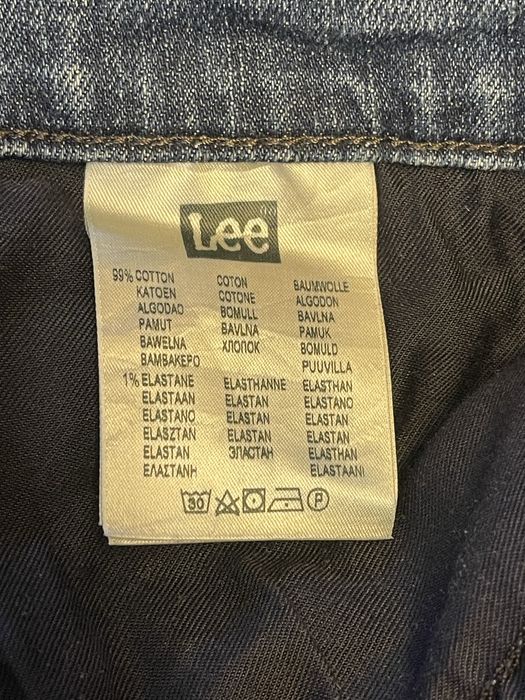 Lee
99% COTTON COTON BAUMWOLLE
KATOEN COTONE ALGODON
ALGODAO BOMULL BAVLNA
PAMUT BAVLNA PAMUK
BAWELNA ХЛОПОК BOMULD
ΒΑΜΒΑΚΕΡΟ PUUVILLA
1% ELASTANE ELASTHANNE ELASTHAN
ELASTAAN ELASTAN ELASTANO
ELASTANO ELASTAN ELASTAN
ELASZTAN ELASTAN ELASTAN
ELASTAN ЭЛАСТАН ELASTHAN
ΕΛΑΣΤΑΝΗ ELASTAANI
30 P